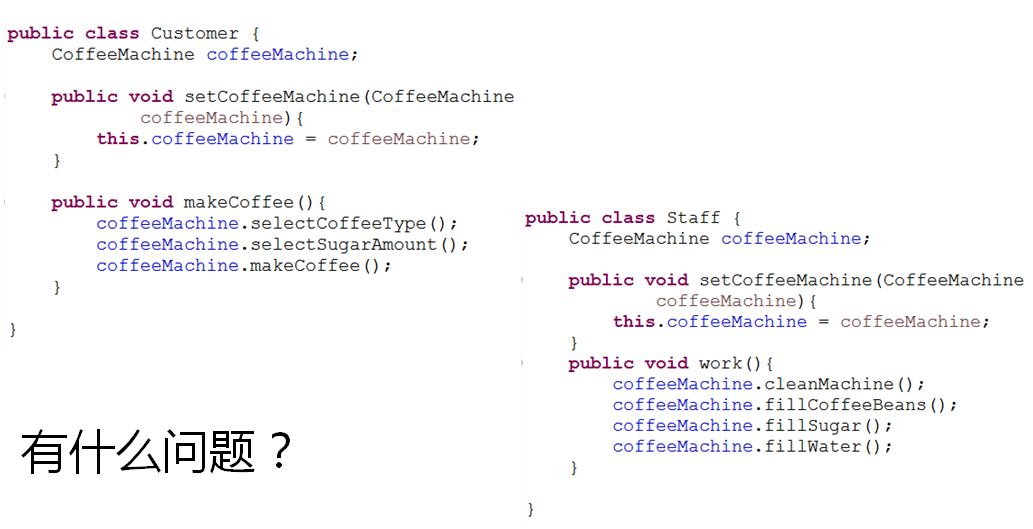 public class Customer {
CoffeeMachine coffeeMachine;
public void setCoffeeMachine(CoffeeMachine
coffeeMachine){
this.coffeeMachine = coffeeMachine;
}
public void makeCoffee(){
coffeeMachine.selectCoffeeType();
coffeeMachine.selectSugarAmount();
coffeeMachine.makeCoffee();
}
}
public class Staff {
CoffeeMachine coffeeMachine;
public void setCoffeeMachine(CoffeeMachine
coffeeMachine){
this.coffeeMachine = coffeeMachine;
}
public void work(){
coffeeMachine.cleanMachine();
coffeeMachine.fillCoffeeBeans();
coffeeMachine.fillSugar();
coffeeMachine.fillWater();
}
}
有什么问题？